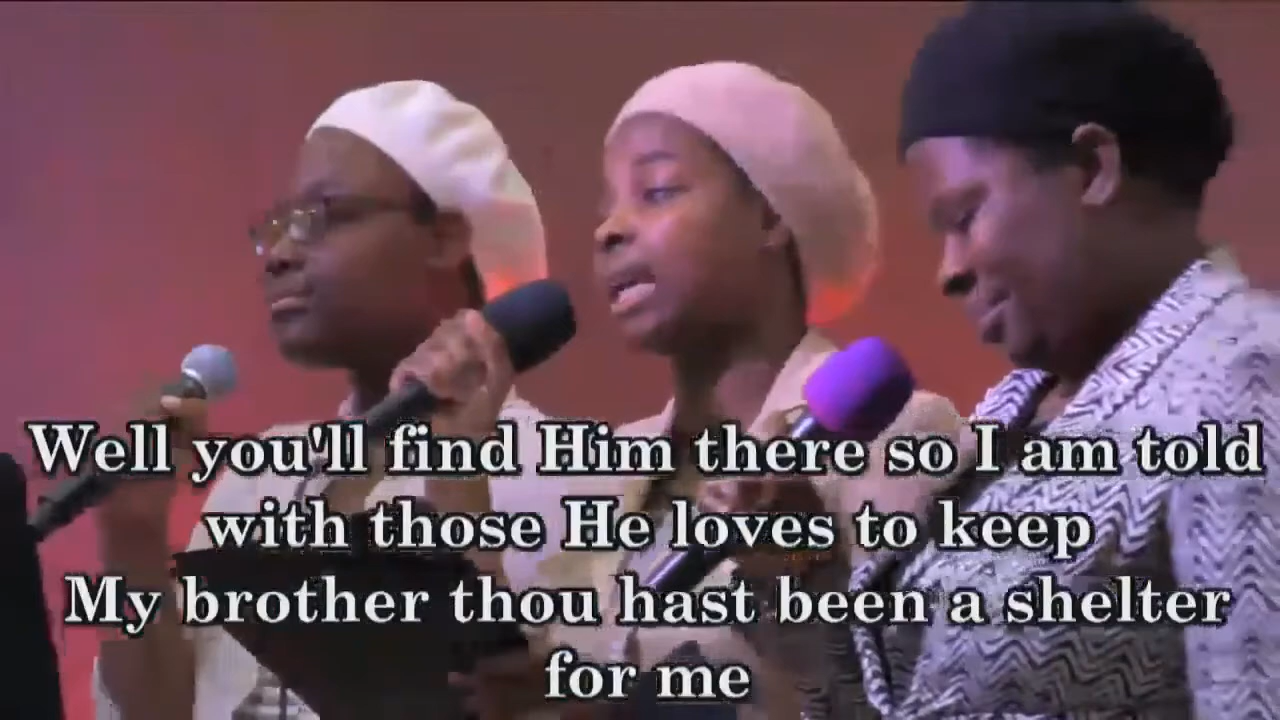 Well you'll find Him there so I am told
with those He loves to keep
My brother thou hast been a shelter
for me